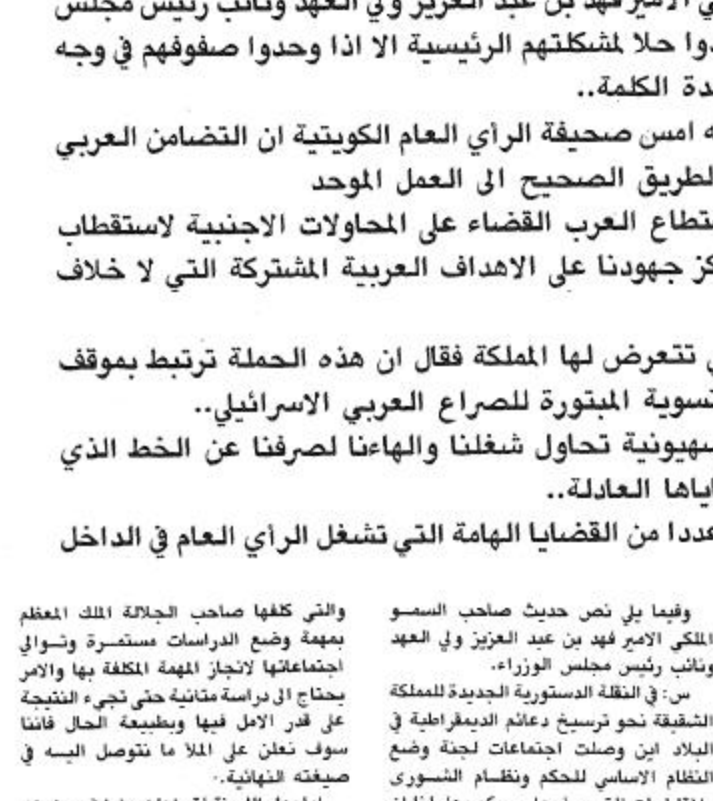 الامير فهد بن عبد العزيز ولي العهد ونائب رئيس مجلس
دوا حلا لمشكلتهم الرئيسية الا اذا وحدوا صفوفهم في وجه
دة الكلمة..
ه امس صحيفة الرأي العام الكويتية ان التضامن العربي
لطريق الصحيح الى العمل الموحد
ستطاع العرب القضاء على المحاولات الاجنبية لاستقطاب
كز جهودنا على الاهداف العربية المشتركة التي لا خلاف
تتعرض لها المملكة فقال ان هذه الحملة ترتبط بموقف
تسوية المبتورة للصراع العربي الاسرائيلي..
سهيونية تحاول شغلنا والهاءنا لصرفنا عن الخط الذي
اياها العادلة..
عددا من القضايا الهامة التي تشغل الرأي العام في الداخل
وفيما يلي نص حديث صاحب السمو
الملكي الامير فهد بن عبد العزيز ولي العهد
ونائب رئيس مجلس الوزراء.
س: في النقلة الدستورية الجديدة للمملكة
الشقيقة نحو ترسيخ دعائم الديمقراطية في
البلاد اين وصلت اجتماعات لجنة وضع
النظام الاساسي للحكم ونظام الشورى
والتي كلفها صاحب الجلالة الملك المعظم
بمهمة وضع الدراسات مستمرة وتوالي
اجتماعاتها لانجاز المهمة المكلفة بها والامر
يحتاج الى دراسة متانية حتى تجيء النتيجة
على قدر الامل فيها وبطبيعة الحال فاننا
سوف نعلن على الملأ ما نتوصل اليه في
صيغته النهائية.